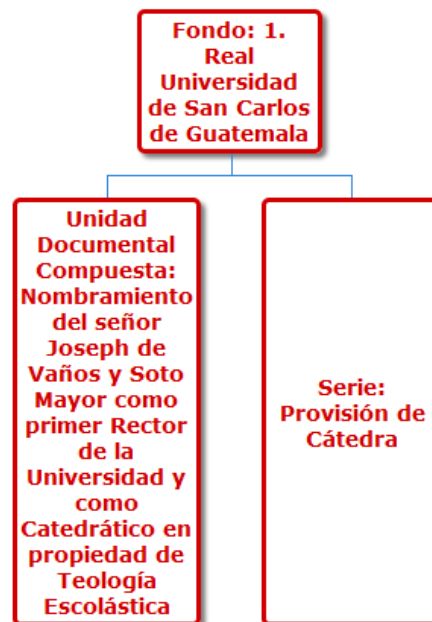 Fondo: 1.
Real
Universidad
de San Carlos
de Guatemala
Unidad
Documental
Compuesta:
Nombramiento
del señor
Joseph de
Vaños y Soto
Mayor como
primer Rector
de la
Universidad y
como
Catedrático en
propiedad de
Teología
Escolástica
Serie:
Provisión de
Cátedra